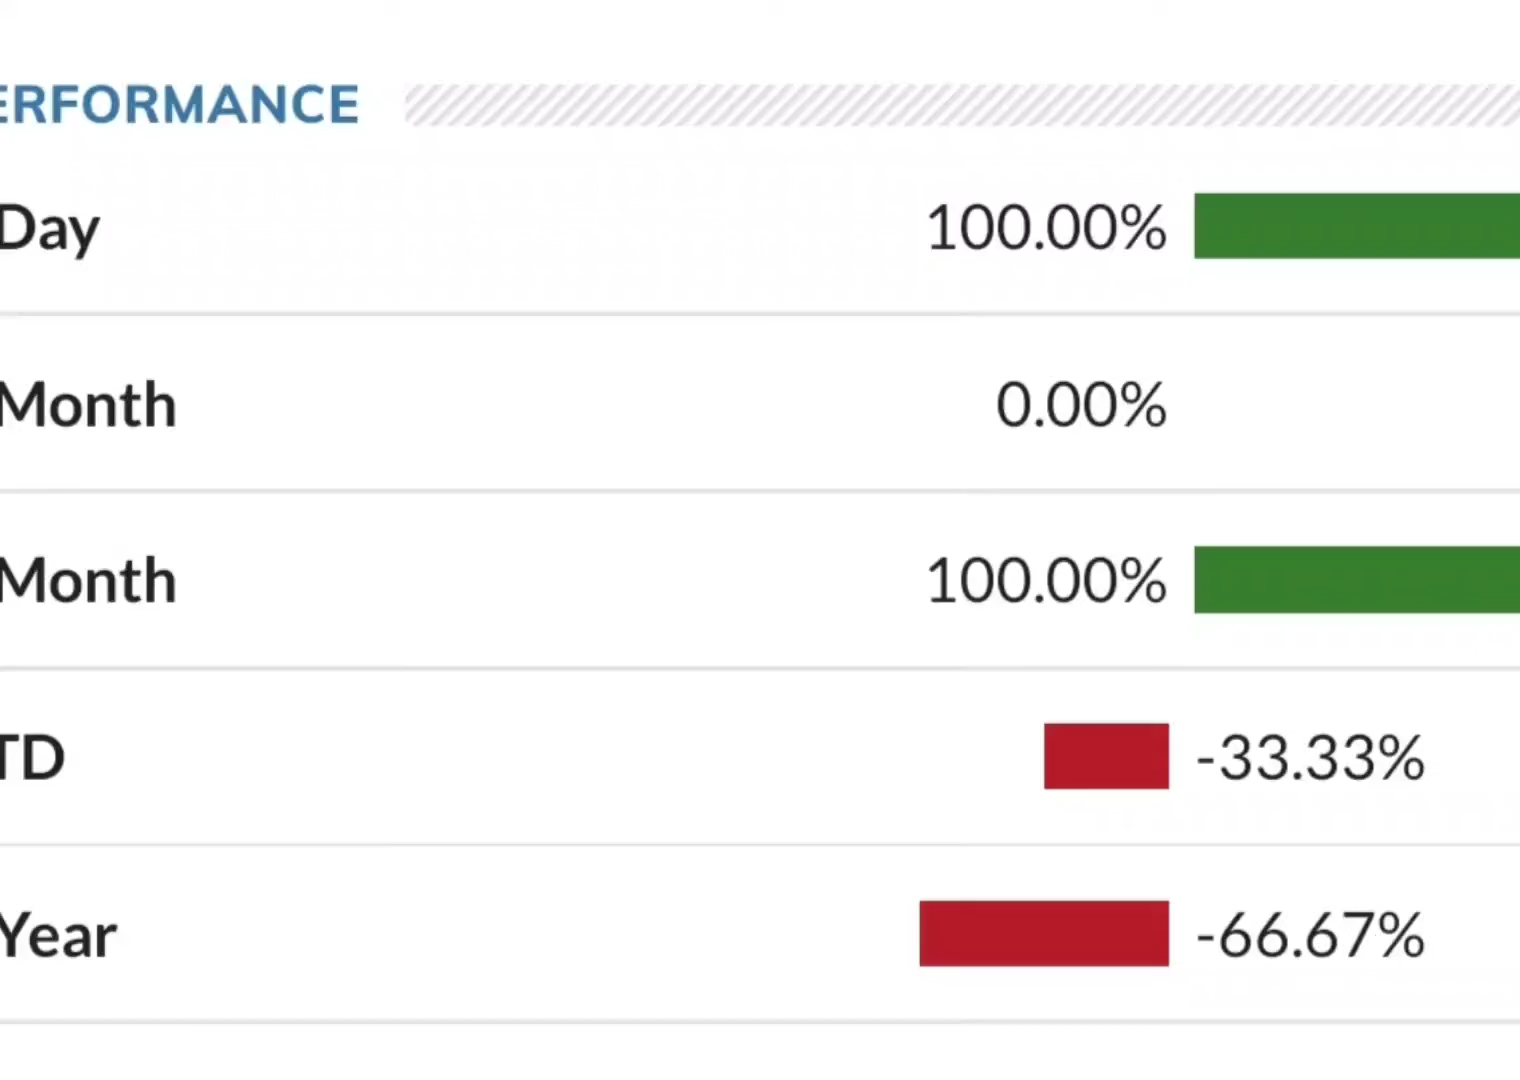 ERFORMANCE
Day 100.00%
Month 0.00%
Month 100.00%
TD -33.33%
Year -66.67%